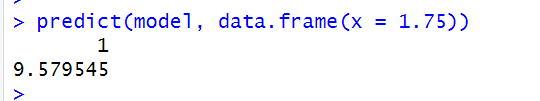 > predict(model, data.frame(x = 1.75))
       1
9.579545
>